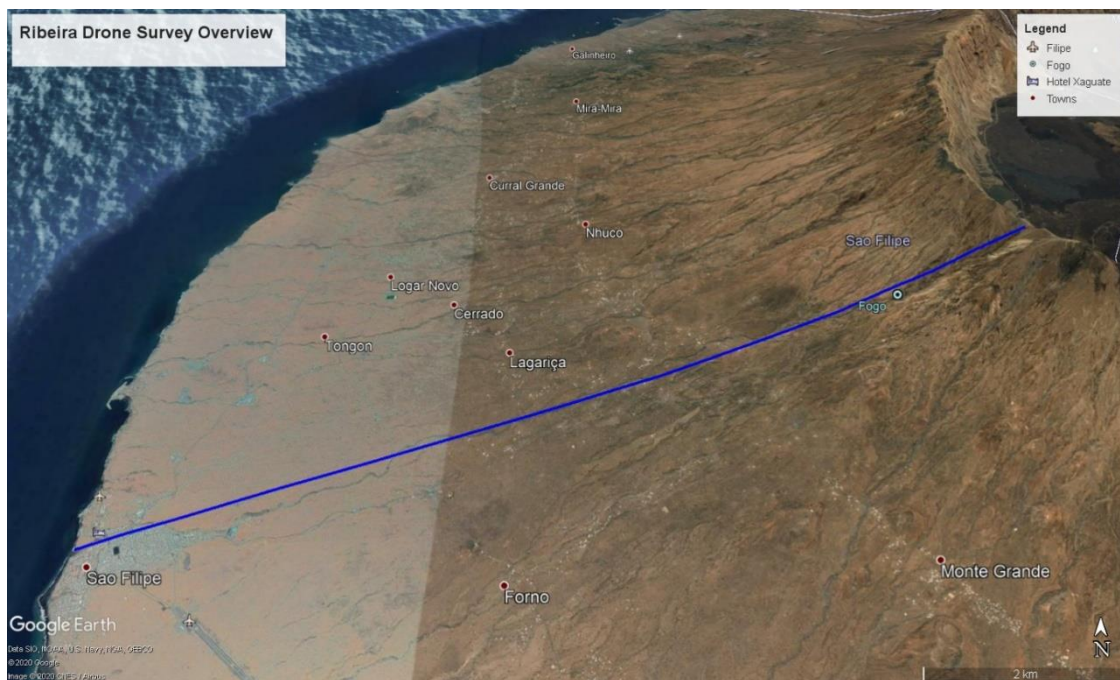 Ribeira Drone Survey Overview
Legend
Filipe
Fogo
Hotel Xaguate
Towns
Galinheiro
Mira-Mira
Curral Grande
Nhuco
Sao Filipe
Logar Novo
Fogo
Cerrado
Tongon
Lagariça
Sao Filipe
Forno
Monte Grande
Google Earth
Data SIO, NOAA, U.S. Navy, NGA, GEBCO
©2020 Google
Image © 2020 CNES / Airbus
N
2 km